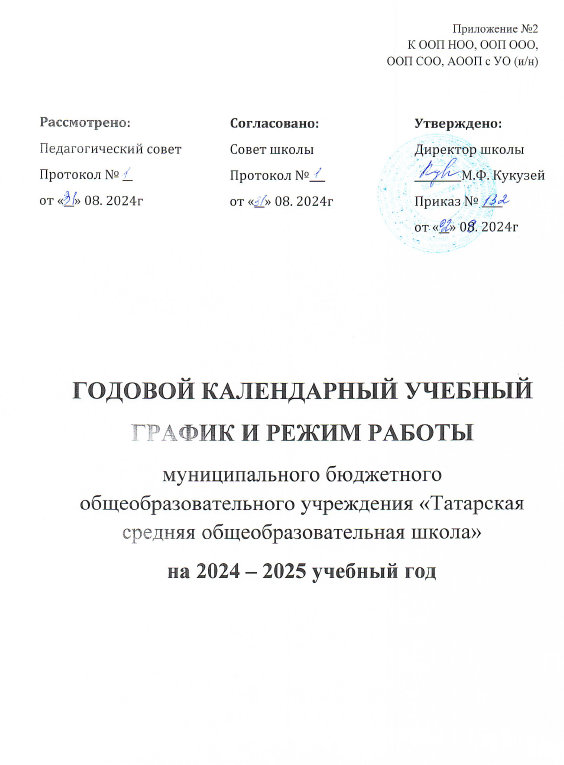 Приложение №2
К ООП НОО, ООП ООО,
ООП СОО, АООП с УО (и/н)
Рассмотрено:
Педагогический совет
Протокол № 1
от «31» 08. 2024г
Согласовано:
Совет школы
Протокол № 1
от «31» 08. 2024г
Утверждено:
Директор школы
М.Ф. Кукузей
Приказ № 132
от «» 08. 2024г
ГОДОВОЙ КАЛЕНДАРНЫЙ УЧЕБНЫЙ
ГРАФИК И РЕЖИМ РАБОТЫ
муниципального бюджетного
общеобразовательного учреждения «Татарская
средняя общеобразовательная школа»
на 2024 – 2025 учебный год